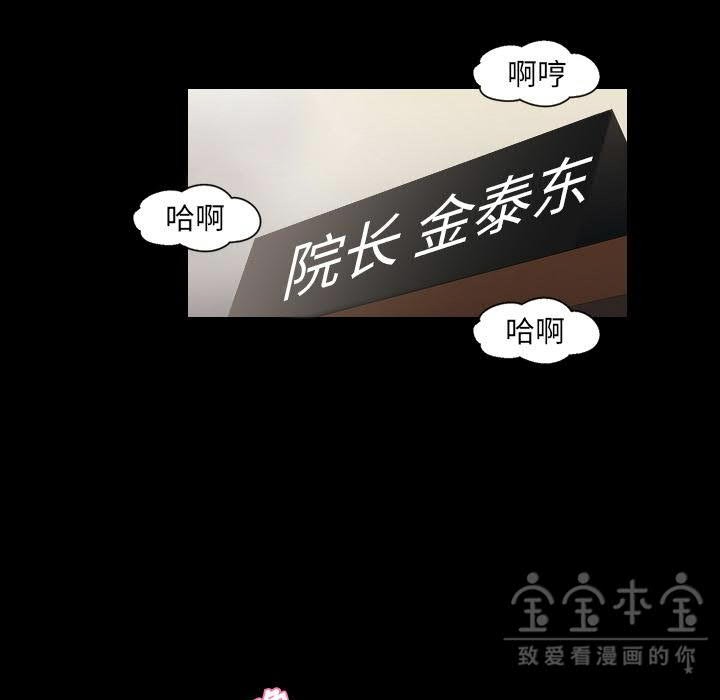 啊哼
哈啊
院长 金泰东
哈啊
宝宝本宝
致爱看漫画的你